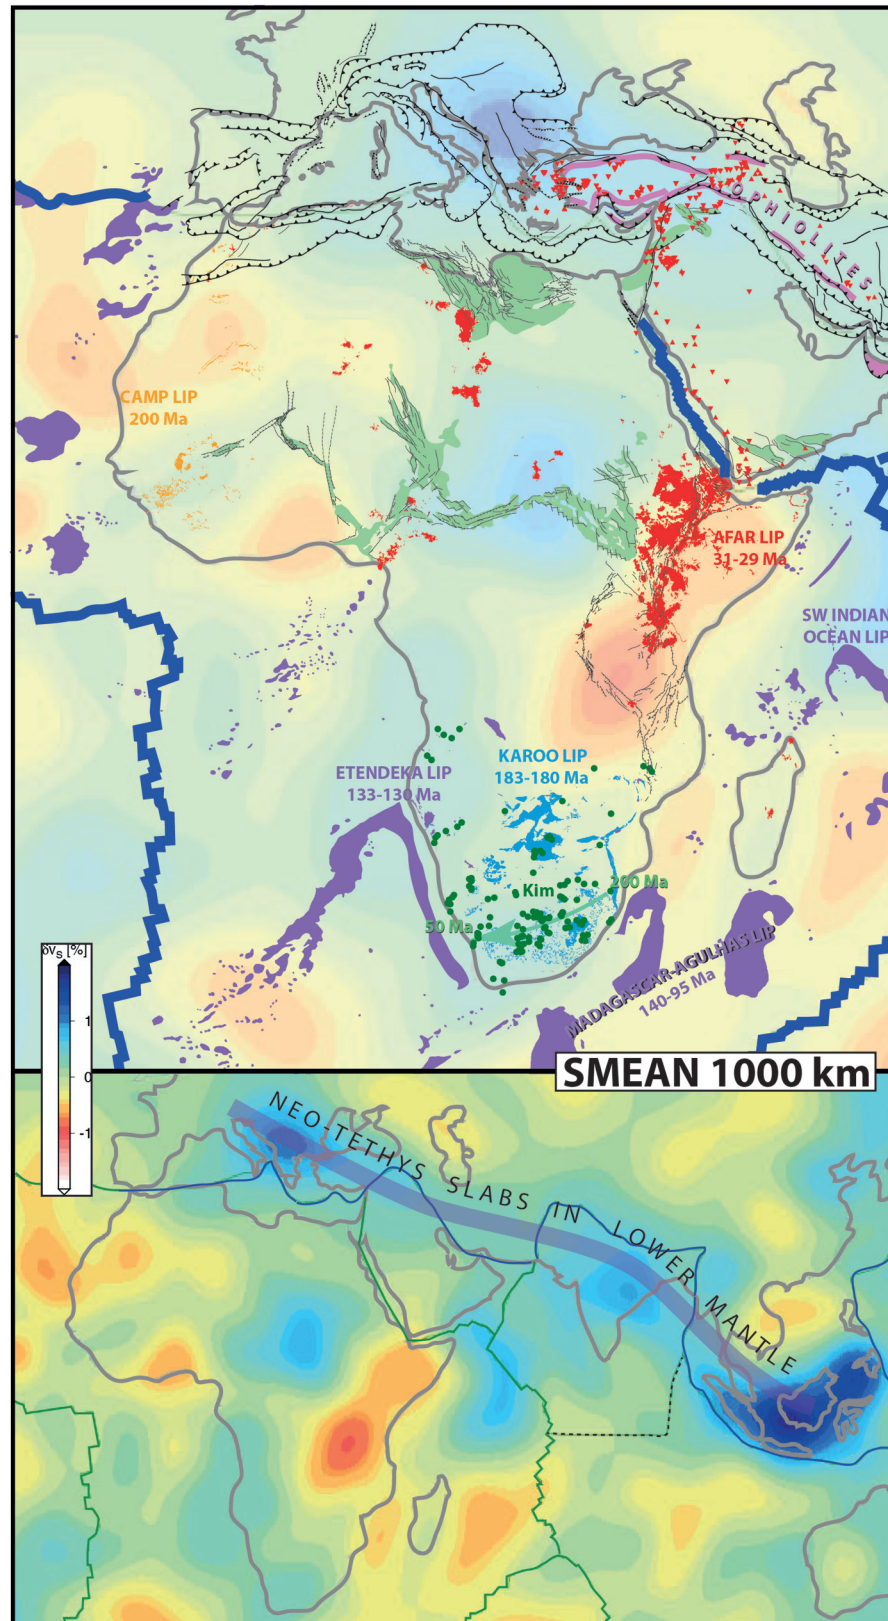 OPHIOLITES
CAMP LIP
200 Ma
AFAR LIP
31-29 Ma
SW INDIAN
OCEAN LIP
KAROO LIP
183-180 Ma
ETENDEKA LIP
133-130 Ma
Kim
200 Ma
50 Ma
MADAGASCAR-AGULHAS LIP
140-95 Ma
δVS [%]
1
0
-1
SMEAN 1000 km
NEO-TETHYS SLABS IN LOWER MANTLE